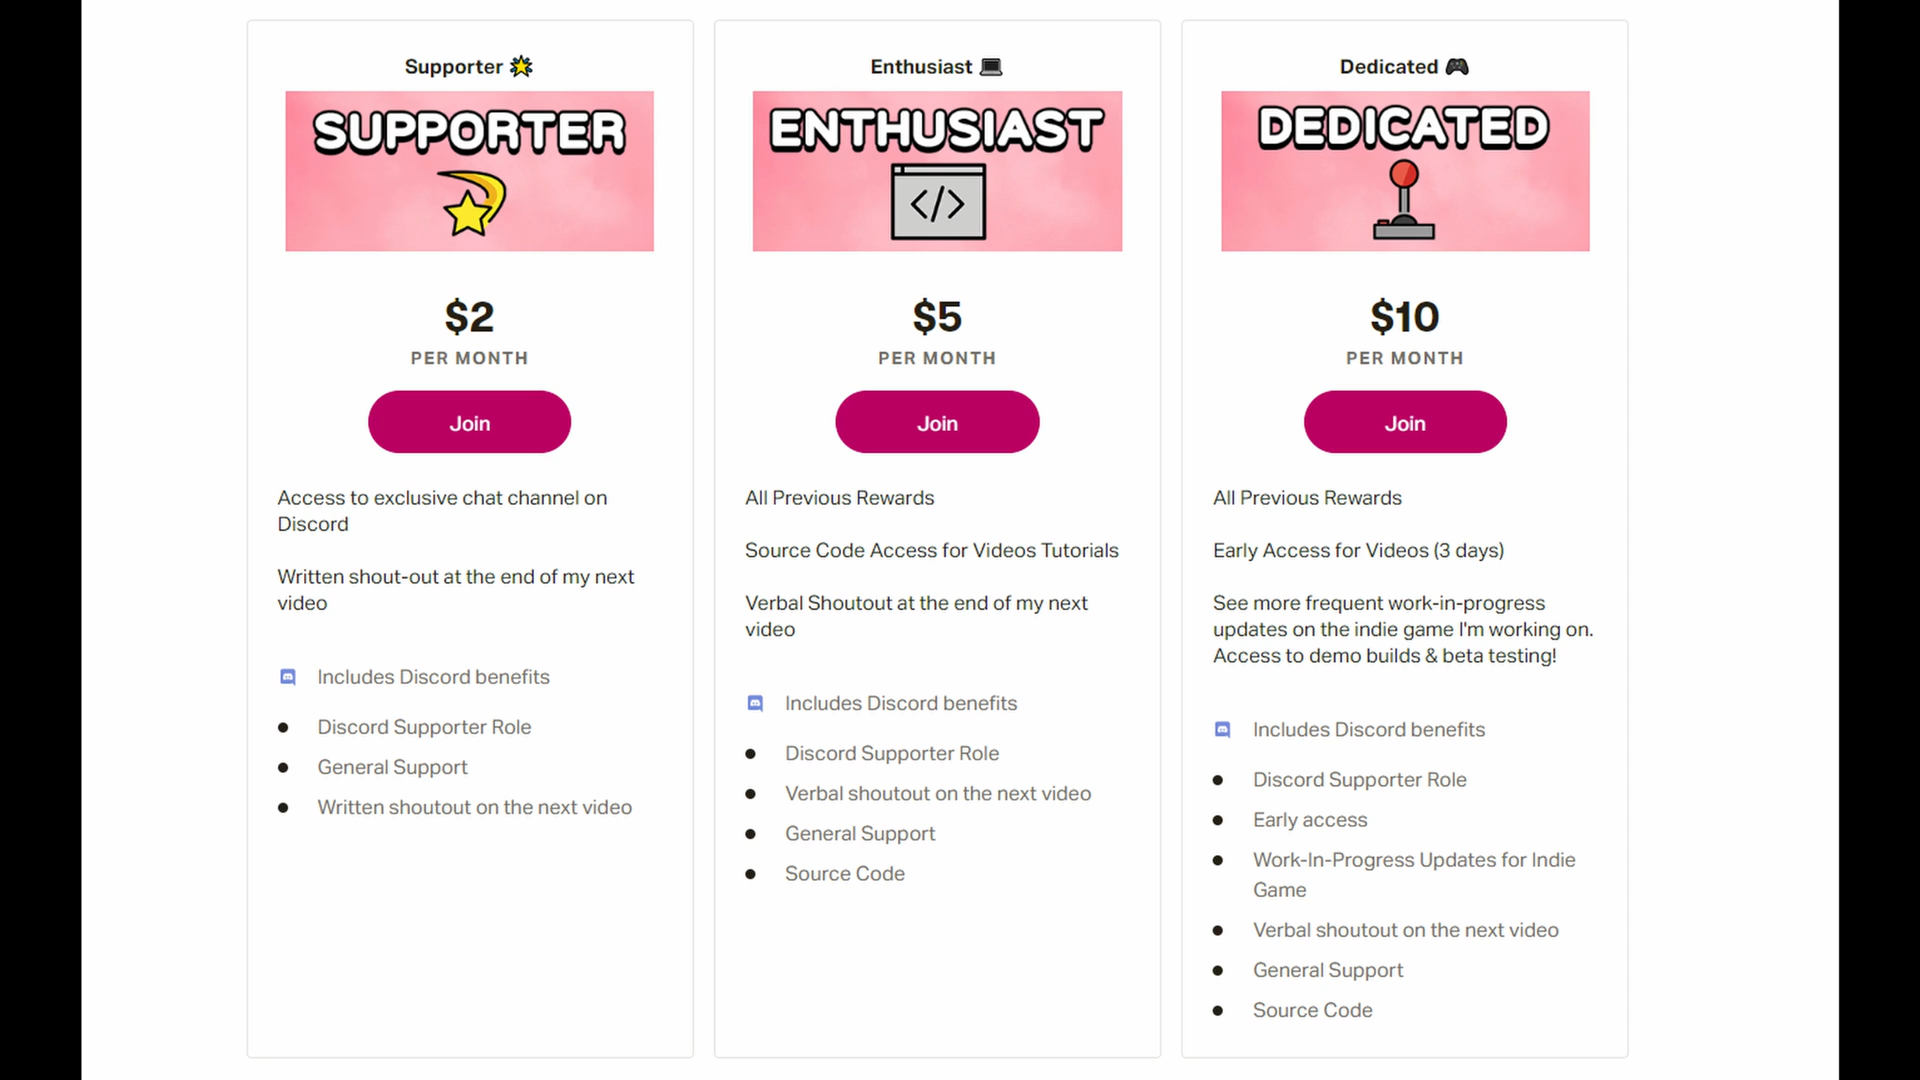 Supporter
SUPPORTER
$2
PER MONTH
Join
Access to exclusive chat channel on
Discord
Written shout-out at the end of my next
video
Includes Discord benefits
Discord Supporter Role
General Support
Written shoutout on the next video
Enthusiast
ENTHUSIAST
</>
$5
PER MONTH
Join
All Previous Rewards
Source Code Access for Videos Tutorials
Verbal Shoutout at the end of my next
video
Includes Discord benefits
Discord Supporter Role
Verbal shoutout on the next video
General Support
Source Code
Dedicated
DEDICATED
$10
PER MONTH
Join
All Previous Rewards
Early Access for Videos (3 days)
See more frequent work-in-progress
updates on the indie game I'm working on.
Access to demo builds & beta testing!
Includes Discord benefits
Discord Supporter Role
Early access
Work-In-Progress Updates for Indie
Game
Verbal shoutout on the next video
General Support
Source Code